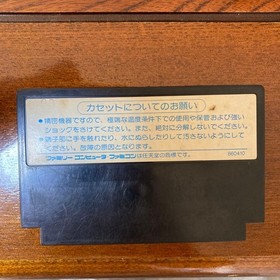 カセットについてのお願い
●精密機器ですので、極端な温度条件下での使用や保管および強い
ショックをさけてください。また、絶対に分解しないでください。
●端子部に手を触れたり、水にぬらしたりして汚さないようにして
ください。故障の原因となります。
ファミリーコンピュータ・ファミコンは任天堂の商標です。